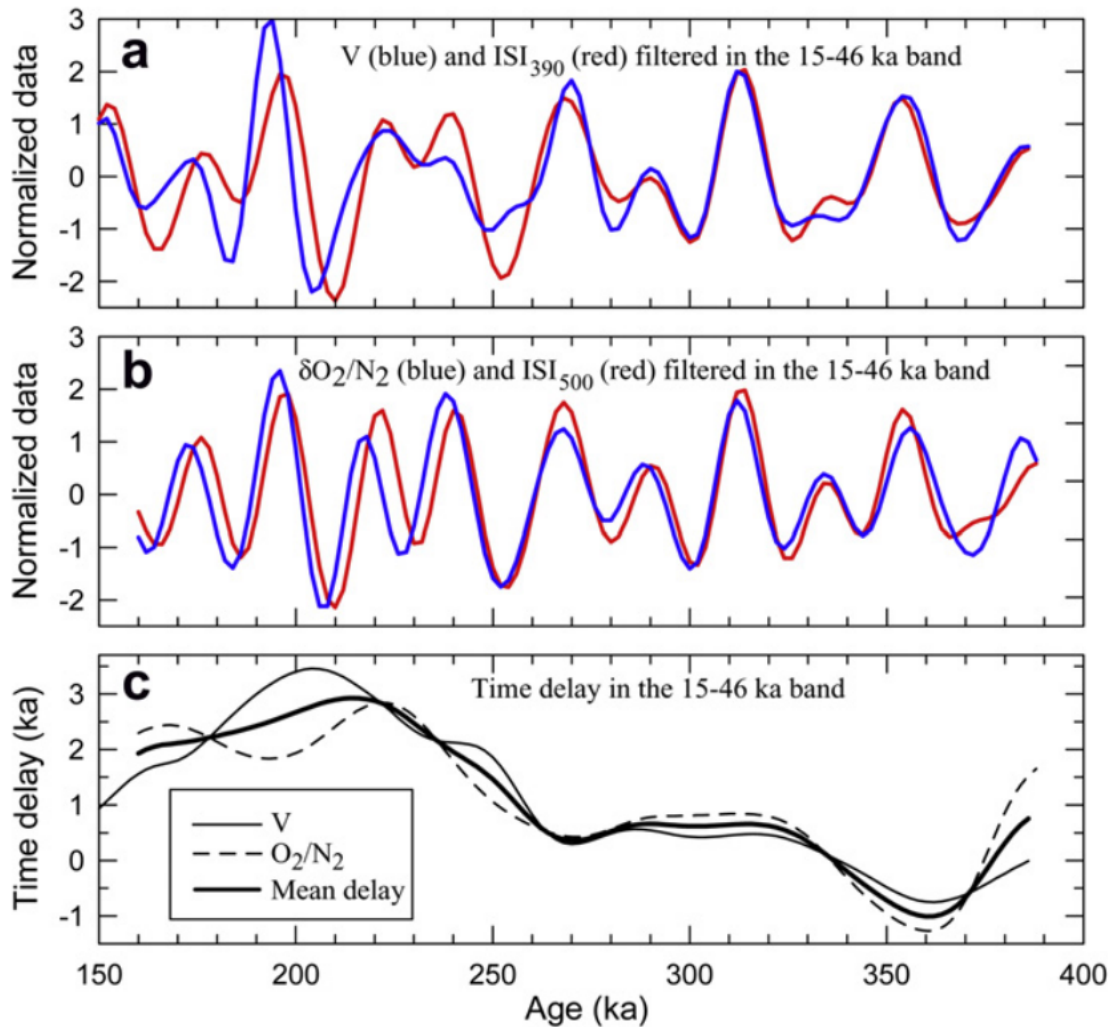 3
2
1
0
-1
-2
Normalized data
a
V (blue) and ISI390 (red) filtered in the 15-46 ka band
3
2
1
0
-1
-2
Normalized data
b
δO2/N2 (blue) and ISI500 (red) filtered in the 15-46 ka band
3
2
1
0
-1
Time delay (ka)
c
Time delay in the 15-46 ka band
V
O2/N2
Mean delay
150 200 250 300 350 400
Age (ka)